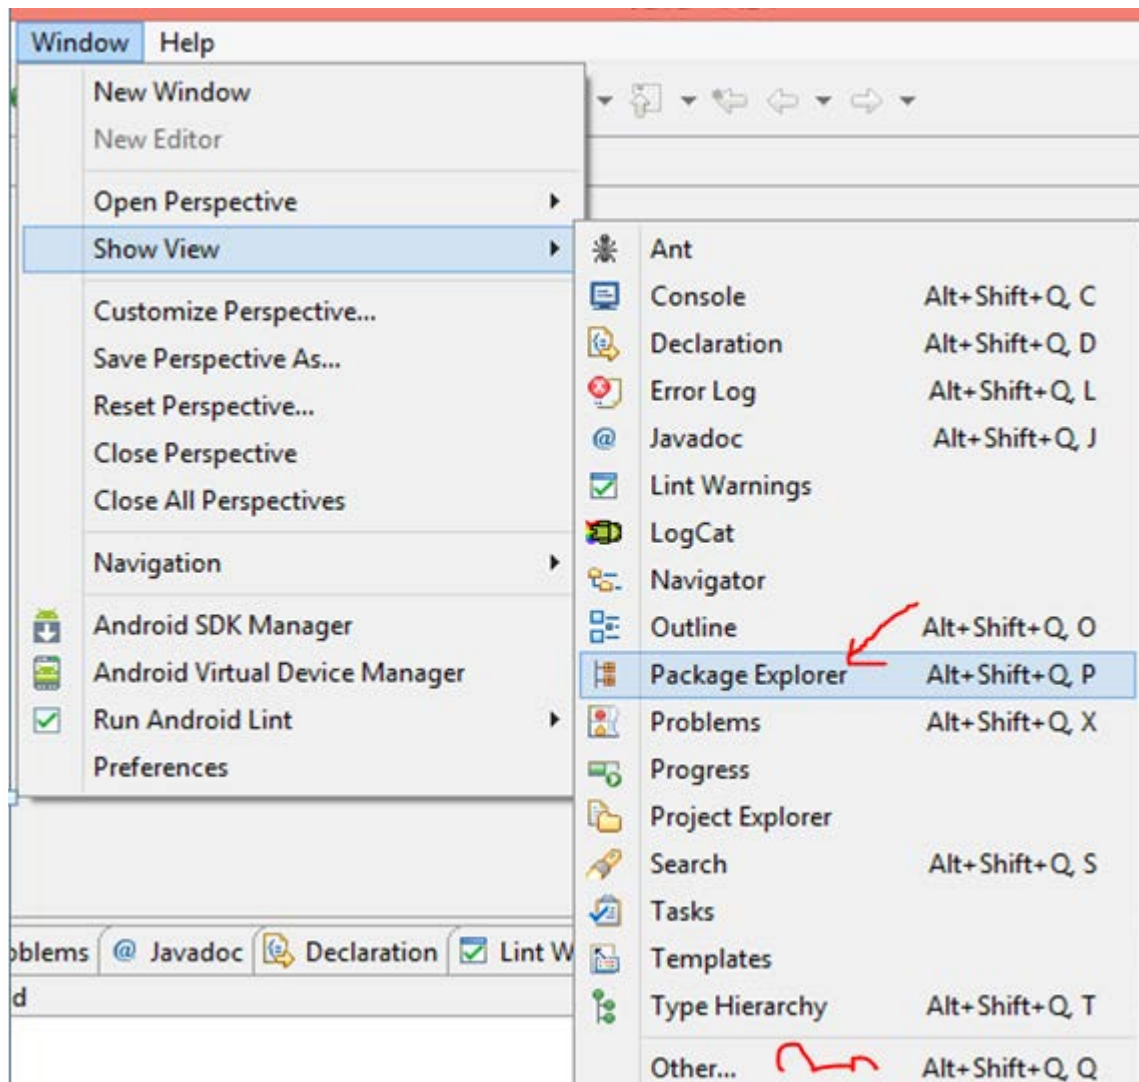 Window Help
New Window
New Editor
Open Perspective
Show View
Customize Perspective...
Save Perspective As...
Reset Perspective...
Close Perspective
Close All Perspectives
Navigation
Android SDK Manager
Android Virtual Device Manager
Run Android Lint
Preferences
Ant
Console Alt+Shift+Q, C
Declaration Alt+Shift+Q, D
Error Log Alt+Shift+Q, L
@ Javadoc Alt+Shift+Q, J
Lint Warnings
LogCat
Navigator
Outline Alt+Shift+Q, O
Package Explorer Alt+Shift+Q, P
Problems Alt+Shift+Q, X
Progress
Project Explorer
Search Alt+Shift+Q, S
Tasks
Templates
Type Hierarchy Alt+Shift+Q, T
Other... Alt+Shift+Q, Q
oblems @ Javadoc Declaration Lint W
d